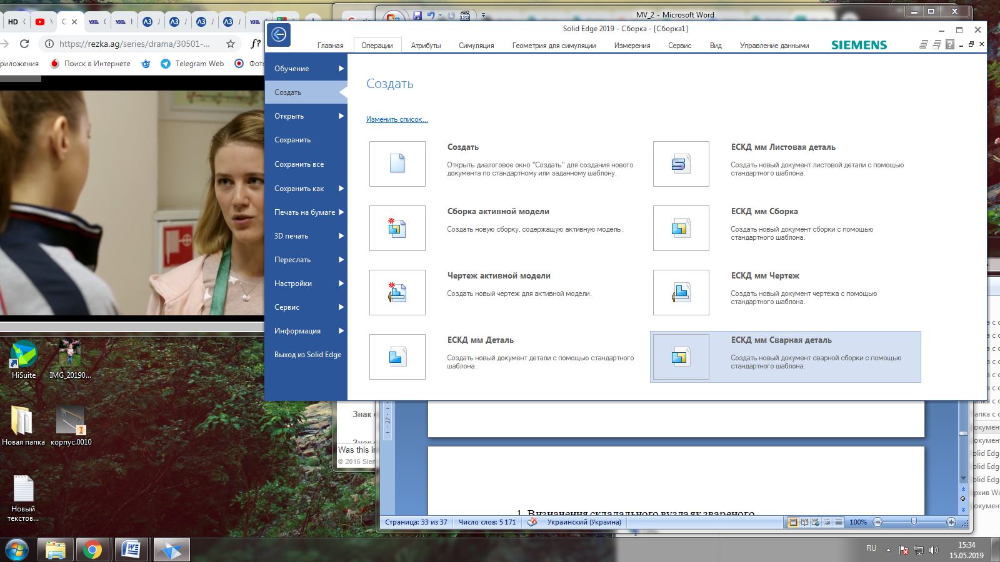 MV_2 - Microsoft Word
HD
https://rezka.ag/series/drama/30501-...
Поиск в Интернете
Telegram Web
Solid Edge 2019 - Сборка - [Сборка1]
Главная
Операции
Атрибуты
Симуляция
Геометрия для симуляции
Измерения
Сервис
Вид
Управление данными
SIEMENS
Обучение
Создать
Открыть
Сохранить
Сохранить все
Сохранить как
Печать на бумаге
3D печать
Переслать
Настройки
Сервис
Информация
Выход из Solid Edge
Создать
Изменить список...
Создать
Открыть диалоговое окно "Создать" для создания нового
документа по стандартному или заданному шаблону.
Сборка активной модели
Создать новую сборку, содержащую активную модель.
Чертеж активной модели
Создать новый чертеж для активной модели.
ЕСКД мм Деталь
Создать новый документ детали с помощью стандартного
шаблона.
ЕСКД мм Листовая деталь
Создать новый документ листовой детали с помощью
стандартного шаблона.
ЕСКД мм Сборка
Создать новый документ сборки с помощью
стандартного шаблона.
ЕСКД мм Чертеж
Создать новый документ чертежа с помощью
стандартного шаблона.
ЕСКД мм Сварная деталь
Создать новый документ сварной сборки с помощью
стандартного шаблона.
HiSuite
IMG_20190...
Новая папка
корпус.0010
Новый
текстов...
Знак
Was this
© 2016
1. Визначення складального вузла як звареного
Страница: 33 из 37
Число слов: 5 171
Украинский (Украина)
100%
RU
15:34
15.05.2019